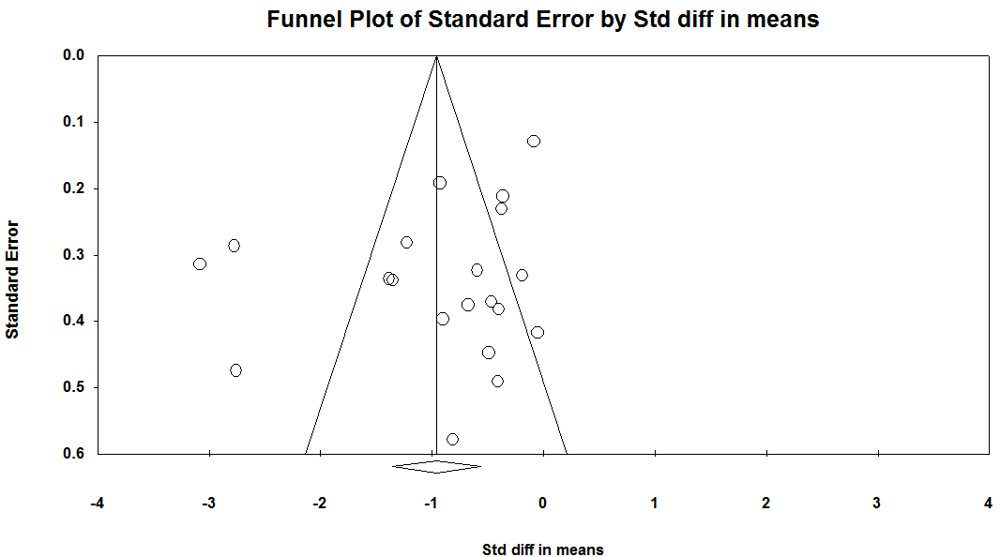 Funnel Plot of Standard Error by Std diff in means
0.0
0.1
0.2
0.3
0.4
0.5
0.6
Standard Error
-4 -3 -2 -1 0 1 2 3 4
Std diff in means